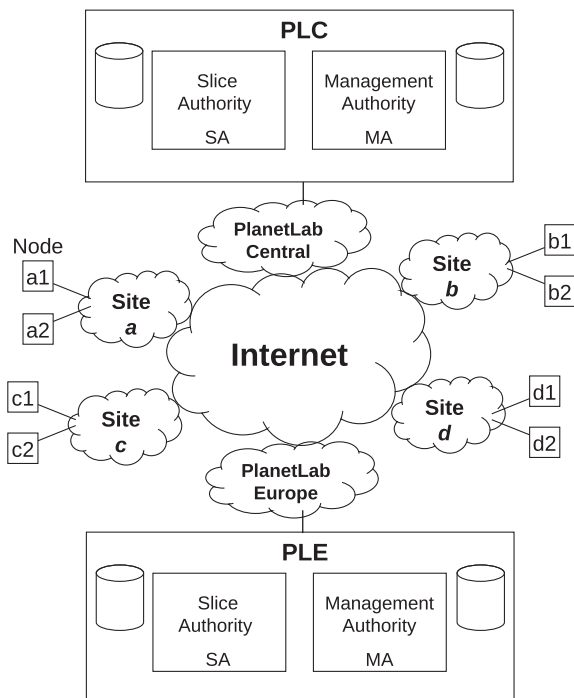 PLC
Slice
Authority
SA
Management
Authority
MA
PlanetLab
Central
Node
a1
a2
Site
a
Site
b
b1
b2
Internet
c1
c2
Site
c
Site
d
d1
d2
PlanetLab
Europe
PLE
Slice
Authority
SA
Management
Authority
MA